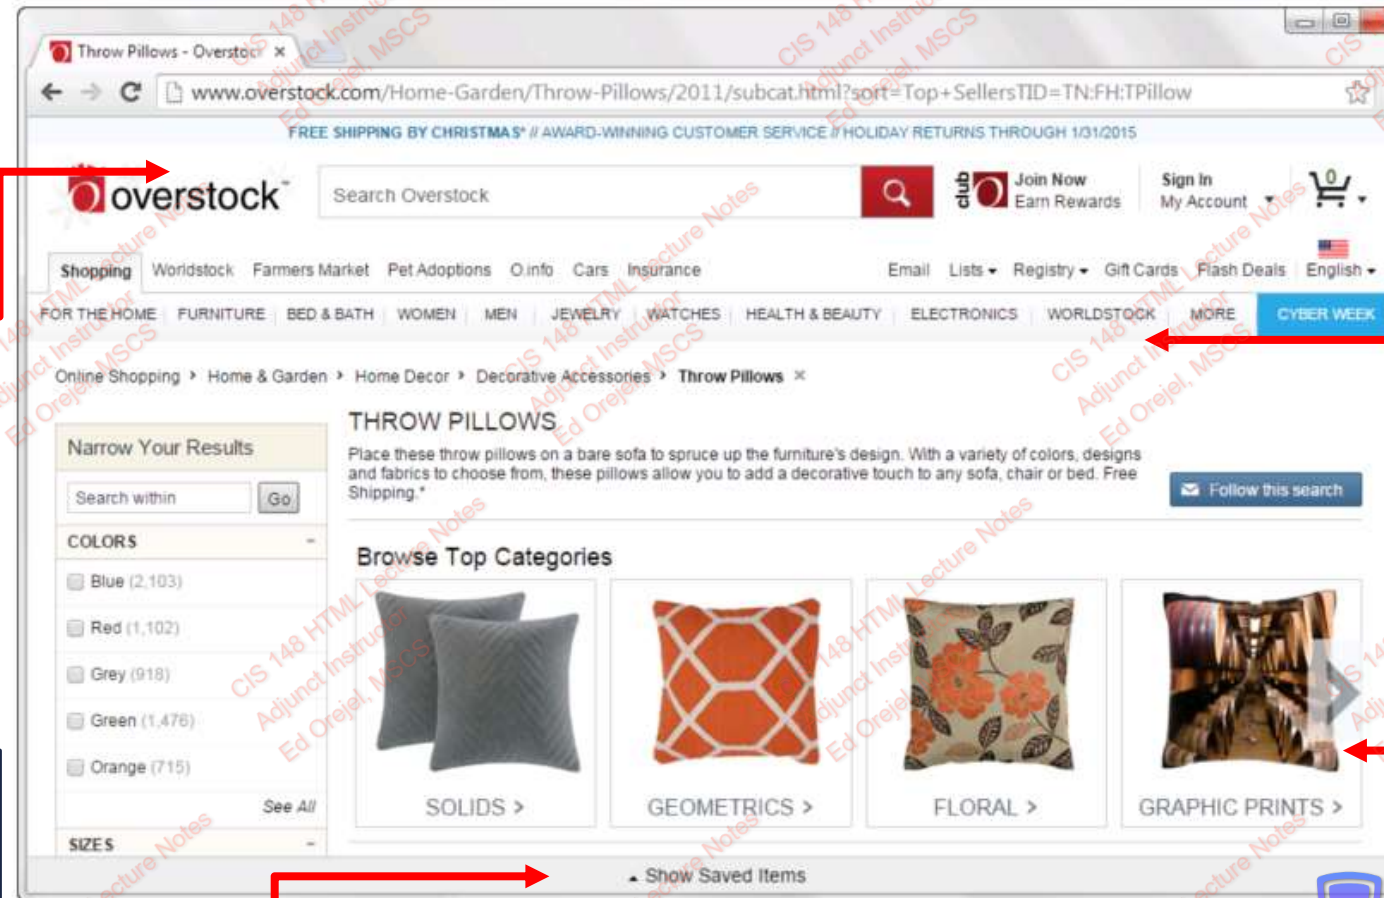 Throw Pillows - Overstock
www.overstock.com/Home-Garden/Throw-Pillows/2011/subcat.html?sort=Top+SellersTID=TN:FH:TPillow
FREE SHIPPING BY CHRISTMAS* // AWARD-WINNING CUSTOMER SERVICE // HOLIDAY RETURNS THROUGH 1/31/2015
overstock™ Search Overstock club O Join Now Sign In 0
Earn Rewards My Account
Shopping Worldstock Farmers Market Pet Adoptions O.info Cars Insurance Email Lists Registry Gift Cards Flash Deals English
FOR THE HOME FURNITURE BED & BATH WOMEN MEN JEWELRY WATCHES HEALTH & BEAUTY ELECTRONICS WORLDSTOCK MORE CYBER WEEK
Online Shopping Home & Garden Home Decor Decorative Accessories Throw Pillows ×
THROW PILLOWS
Place these throw pillows on a bare sofa to spruce up the furniture's design. With a variety of colors, designs
and fabrics to choose from, these pillows allow you to add a decorative touch to any sofa, chair or bed. Free
Shipping.*
Follow this search
Narrow Your Results
Search within Go
COLORS -
Blue (2,103)
Red (1,102)
Grey (918)
Green (1,476)
Orange (715)
See All
SIZES -
Browse Top Categories
SOLIDS > GEOMETRICS > FLORAL > GRAPHIC PRINTS >
Show Saved Items
CIS 148 HTML Lecture Notes
Adjunct Instructor
Ed Orejel, MSCS